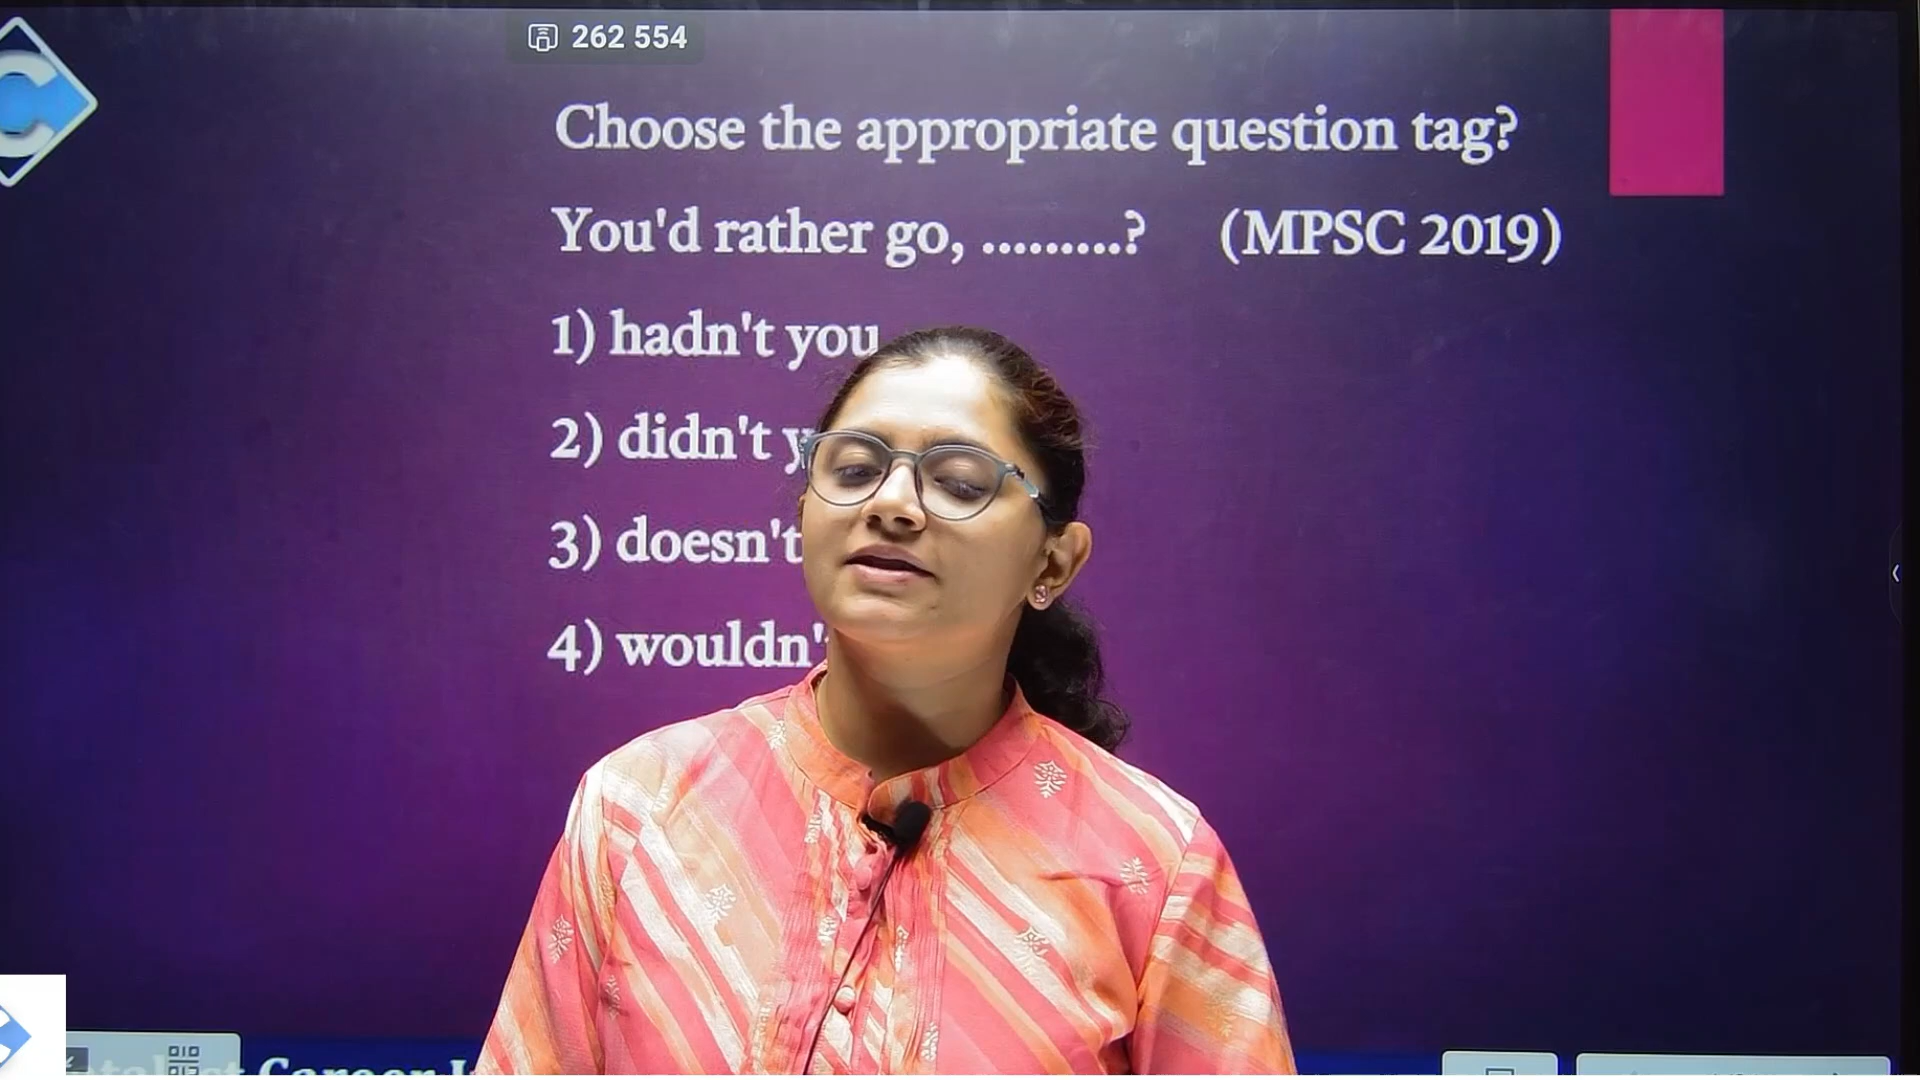 262 554
Choose the appropriate question tag?
You'd rather go, .........? (MPSC 2019)
1) hadn't you
2) didn't
3) doesn't
4) wouldn'
Career